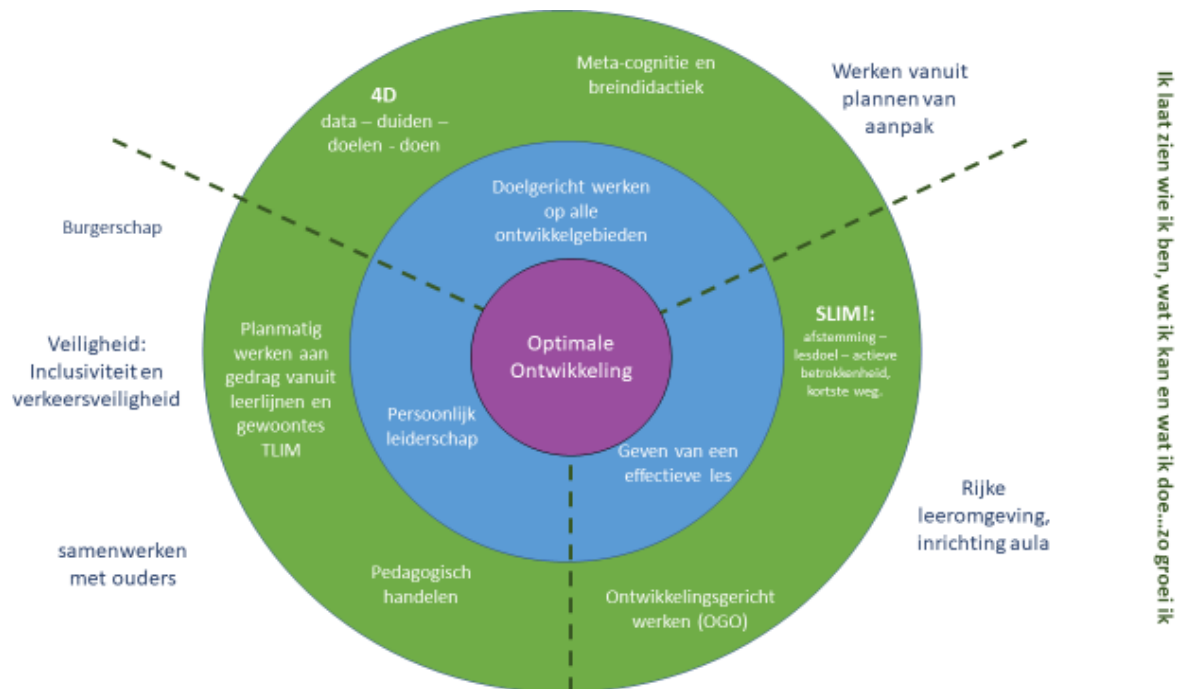 Meta-cognitie en
breindidactiek
4D
data – duiden –
doelen - doen
Werken vanuit
plannen van
aanpak
Doelgericht werken
op alle
ontwikkelgebieden
Burgerschap
Veiligheid:
Inclusiviteit en
verkeersveiligheid
Planmatig
werken aan
gedrag vanuit
leerlijnen en
gewoontes
TLIM
Optimale
Ontwikkeling
SLIM!:
afstemming –
lesdoel – actieve
betrokkenheid,
kortste weg.
Persoonlijk
leiderschap
Geven van een
effectieve les
Rijke
leeromgeving,
inrichting aula
samenwerken
met ouders
Pedagogisch
handelen
Ontwikkelingsgericht
werken (OGO)
Ik laat zien wie ik ben, wat ik kan en wat ik doe...zo groei ik